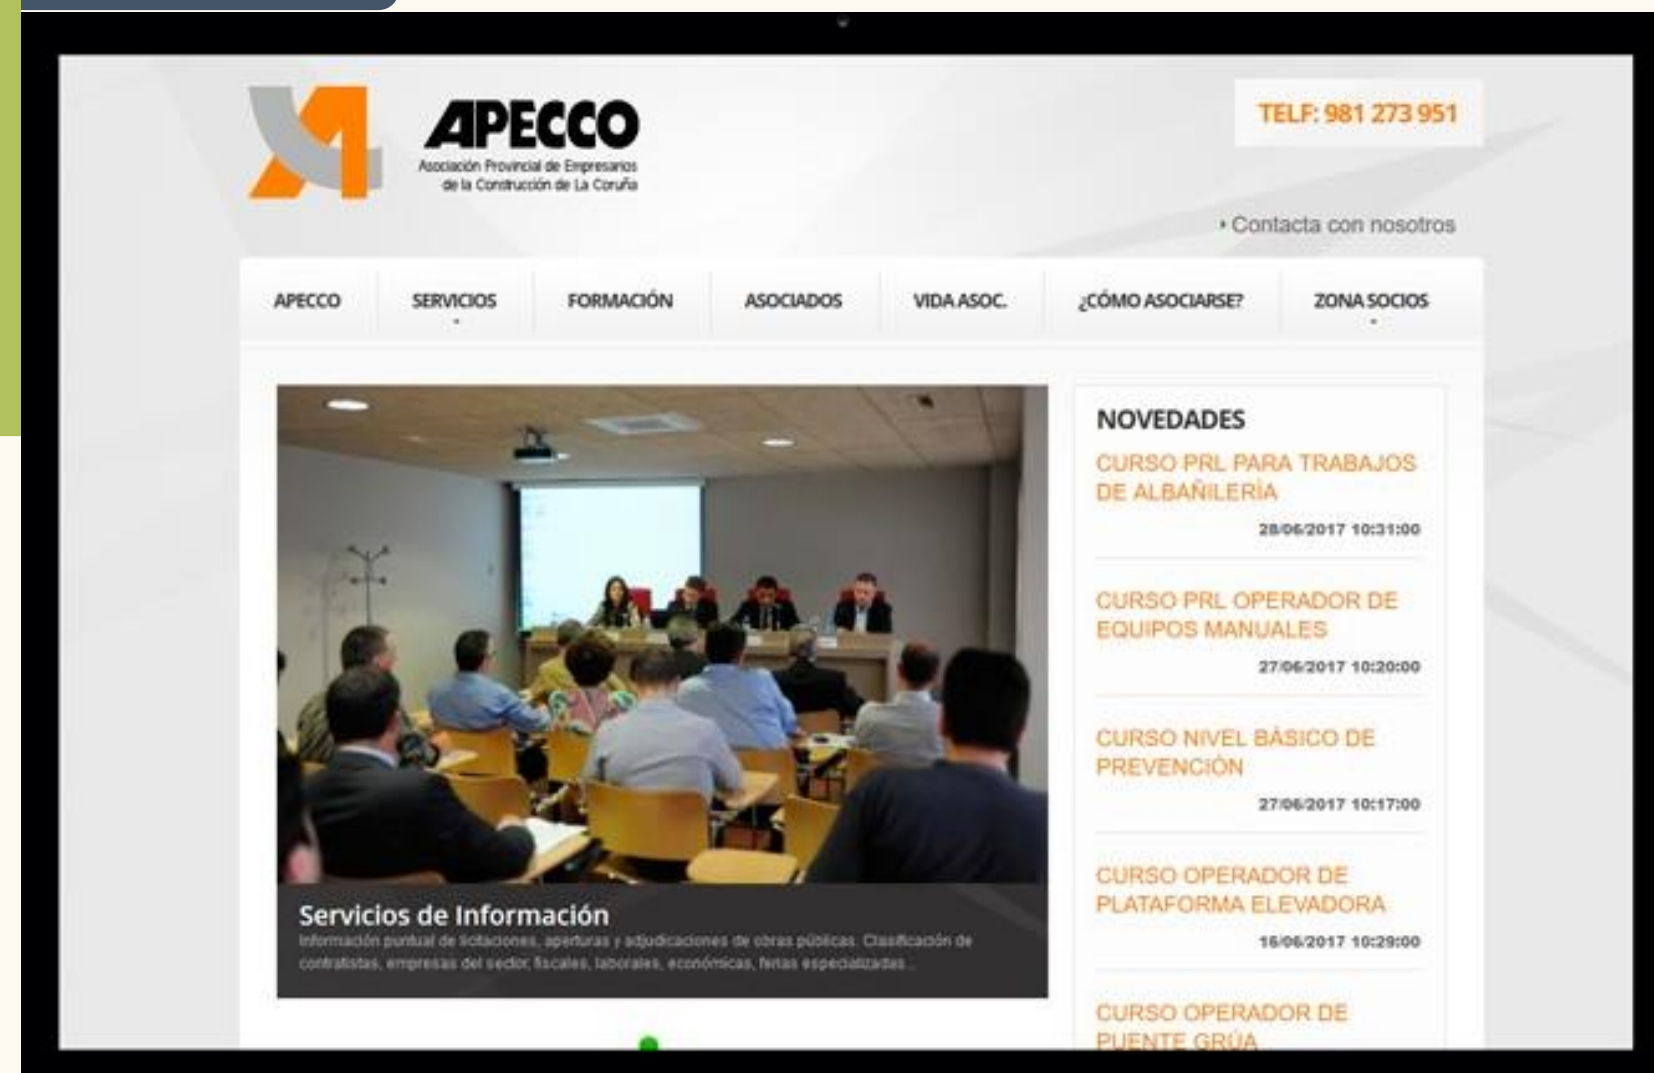 APECCO
Asociación Provincial de Empresarios
de la Construcción de La Coruña
TELF: 981 273 951
Contacta con nosotros
APECCO
SERVICIOS
FORMACIÓN
ASOCIADOS
VIDA ASOC.
¿CÓMO ASOCIARSE?
ZONA SOCIOS
Servicios de Información
Información puntual de licitaciones, aperturas y adjudicaciones de obras públicas. Clasificación de
contratistas, empresas del sector, fiscales, laborales, económicas, ferias especializadas...
NOVEDADES
CURSO PRL PARA TRABAJOS
DE ALBAÑILERÍA
28/06/2017 10:31:00
CURSO PRL OPERADOR DE
EQUIPOS MANUALES
27/06/2017 10:20:00
CURSO NIVEL BÁSICO DE
PREVENCIÓN
27/06/2017 10:17:00
CURSO OPERADOR DE
PLATAFORMA ELEVADORA
16/06/2017 10:29:00
CURSO OPERADOR DE
PUENTE GRÚA